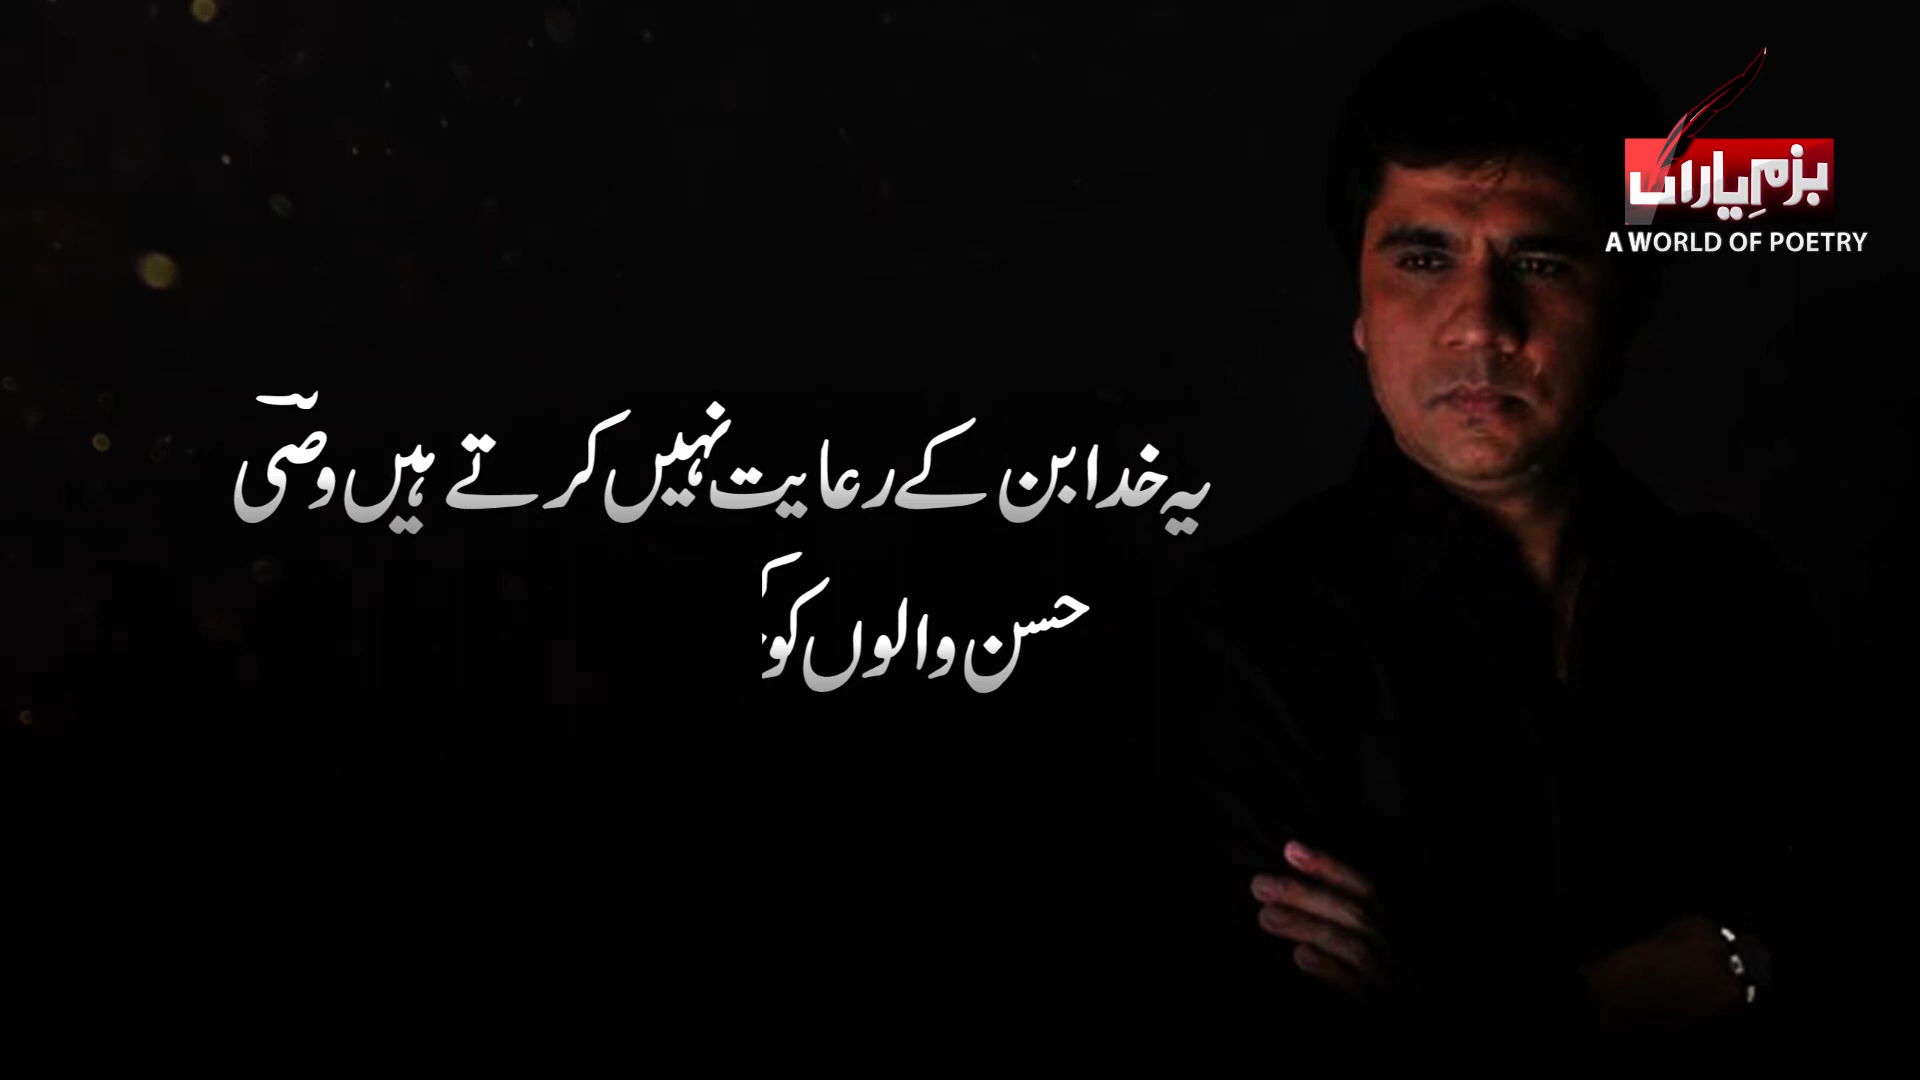 بزمِ یاراں
A WORLD OF POETRY
یہ خدا بن کے رعایت نہیں کرتے ہیں وصیؔ
حسن والوں کو